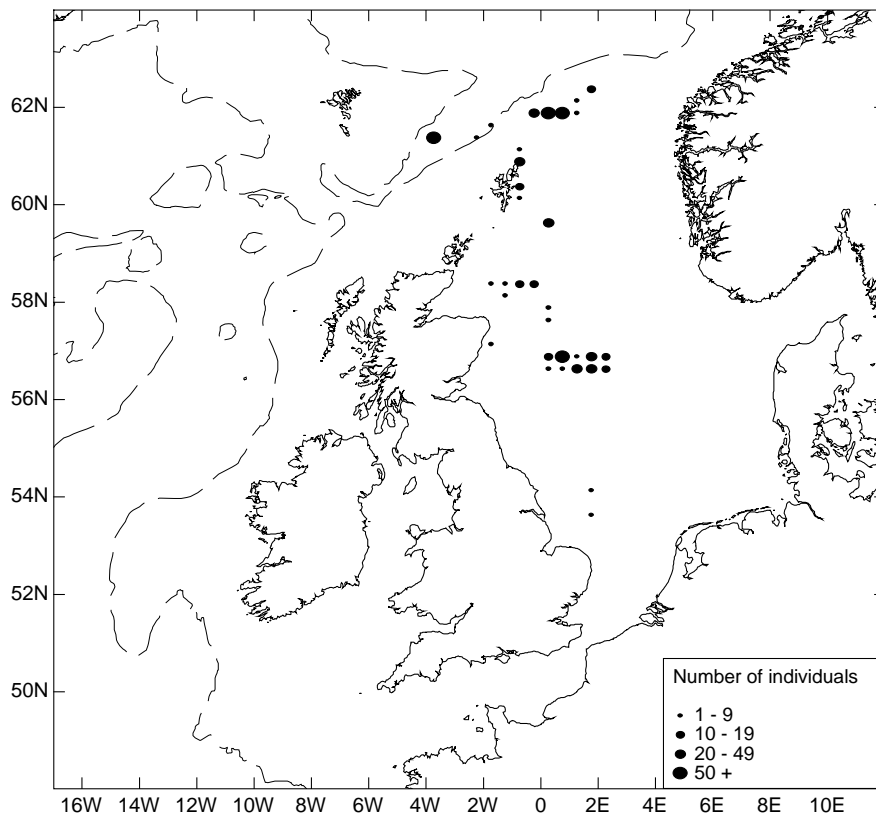 62N
60N
58N
56N
54N
52N
50N
Number of individuals
1 - 9
10 - 19
20 - 49
50 +
16W 14W 12W 10W 8W 6W 4W 2W 0 2E 4E 6E 8E 10E